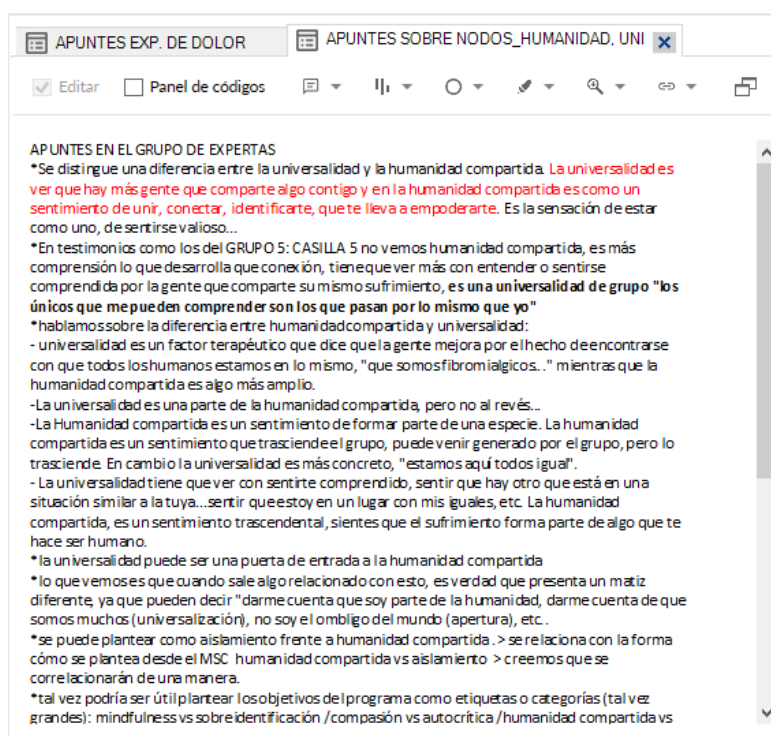 APUNTES EXP. DE DOLOR
APUNTES SOBRE NODOS_HUMANIDAD, UNI
Editar
Panel de códigos
APUNTES EN EL GRUPO DE EXPERTAS
*Se distingue una diferencia entre la universalidad y la humanidad compartida. La universalidad es
ver que hay más gente que comparte algo contigo y en la humanidad compartida es como un
sentimiento de unir, conectar, identificarte, que te lleva a empoderarte. Es la sensación de estar
como uno, de sentirse valioso...
*En testimonios como los del GRUPO 5: CASILLA 5 no vemos humanidad compartida, es más
comprensión lo que desarrolla que conexión, tiene que ver más con entender o sentirse
comprendida por la gente que comparte su mismo sufrimiento, es una universalidad de grupo "los
únicos que me pueden comprender son los que pasan por lo mismo que yo"
*hablamos sobre la diferencia entre humanidad compartida y universalidad:
- universalidad es un factor terapéutico que dice que la gente mejora por el hecho de encontrarse
con que todos los humanos estamos en lo mismo, "que somos fibromialgicos..." mientras que la
humanidad compartida es algo más amplio.
-La universalidad es una parte de la humanidad compartida, pero no al revés...
-La Humanidad compartida es un sentimiento de formar parte de una especie. La humanidad
compartida es un sentimiento que trasciende el grupo, puede venir generado por el grupo, pero lo
trasciende. En cambio la universalidad es más concreto, "estamos aquí todos igual".
- La universalidad tiene que ver con sentirte comprendido, sentir que hay otro que está en una
situación similar a la tuya...sentir que estoy en un lugar con mis iguales, etc. La humanidad
compartida, es un sentimiento trascendental, sientes que el sufrimiento forma parte de algo que te
hace ser humano.
*la universalidad puede ser una puerta de entrada a la humanidad compartida
*lo que vemos es que cuando sale algo relacionado con esto, es verdad que presenta un matiz
diferente, ya que pueden decir "darme cuenta que soy parte de la humanidad, darme cuenta de que
somos muchos (universalización), no soy el ombligo del mundo (apertura), etc..
*se puede plantear como aislamiento frente a humanidad compartida . > se relaciona con la forma
cómo se plantea desde el MSC humanidad compartida vs aislamiento > creemos que se
correlacionarán de una manera.
*tal vez podría ser útil plantear los objetivos del programa como etiquetas o categorías (tal vez
grandes): mindfulness vs sobreidentificación /compasión vs autocrítica /humanidad compartida vs